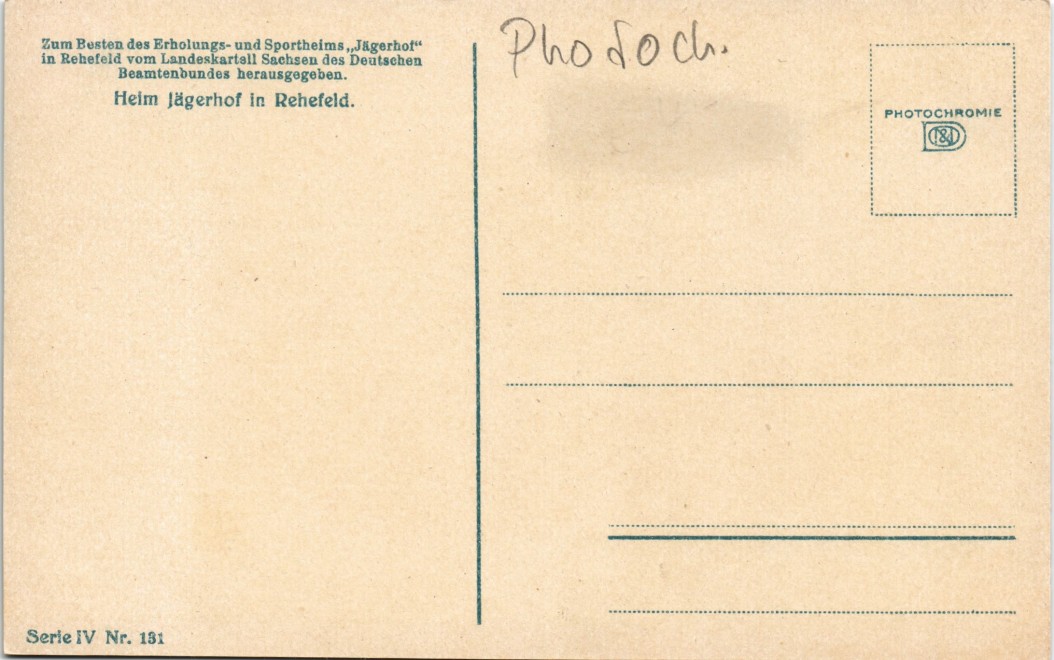 Zum Besten des Erholungs- und Sportheims „Jägerhof“
in Rehefeld vom Landeskartell Sachsen des Deutschen
Beamtenbundes herausgegeben.
Heim Jägerhof in Rehefeld.
Photoch.
PHOTOCHROMIE
Serie IV Nr. 131